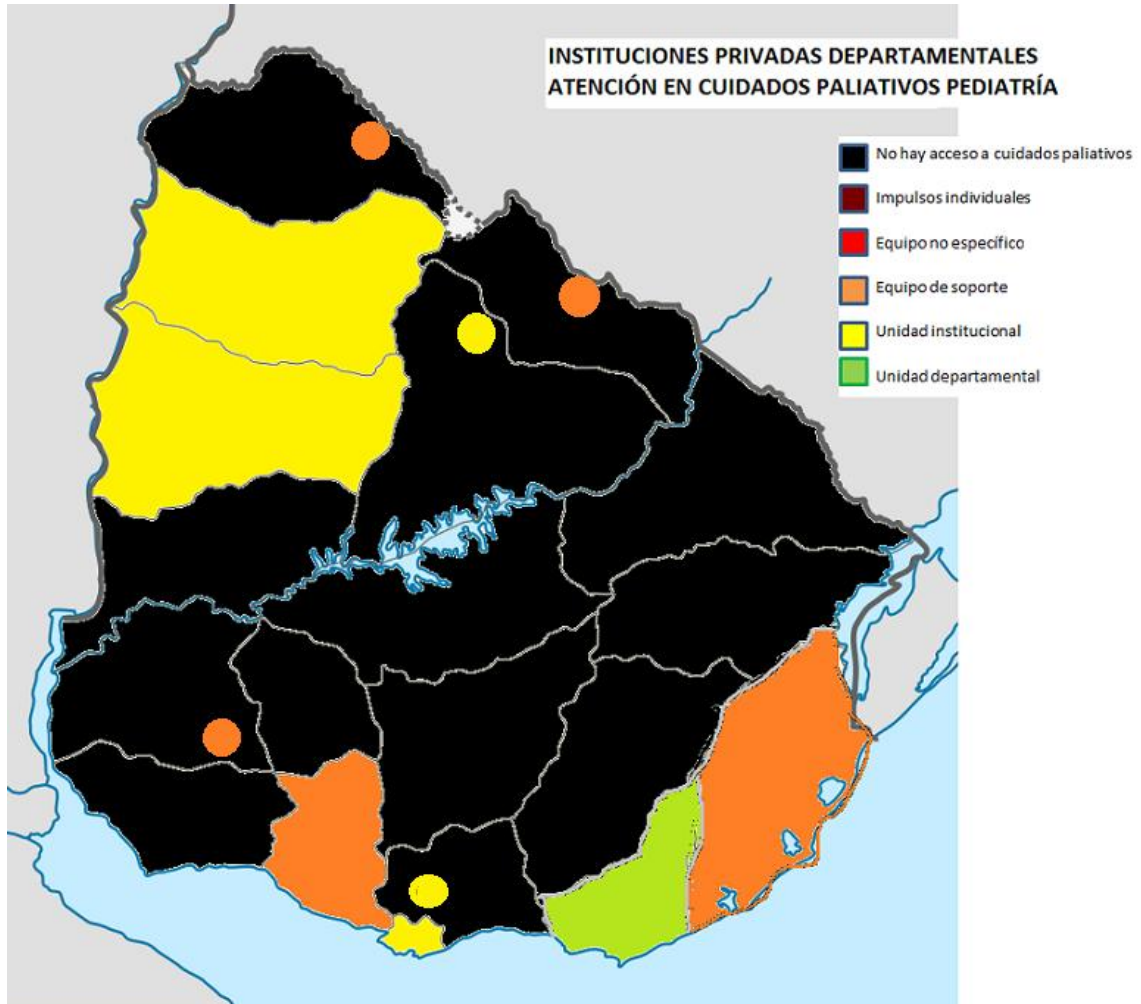 INSTITUCIONES PRIVADAS DEPARTAMENTALES
ATENCIÓN EN CUIDADOS PALIATIVOS PEDIATRÍA
No hay acceso a cuidados paliativos
Impulsos individuales
Equipo no específico
Equipo de soporte
Unidad institucional
Unidad departamental